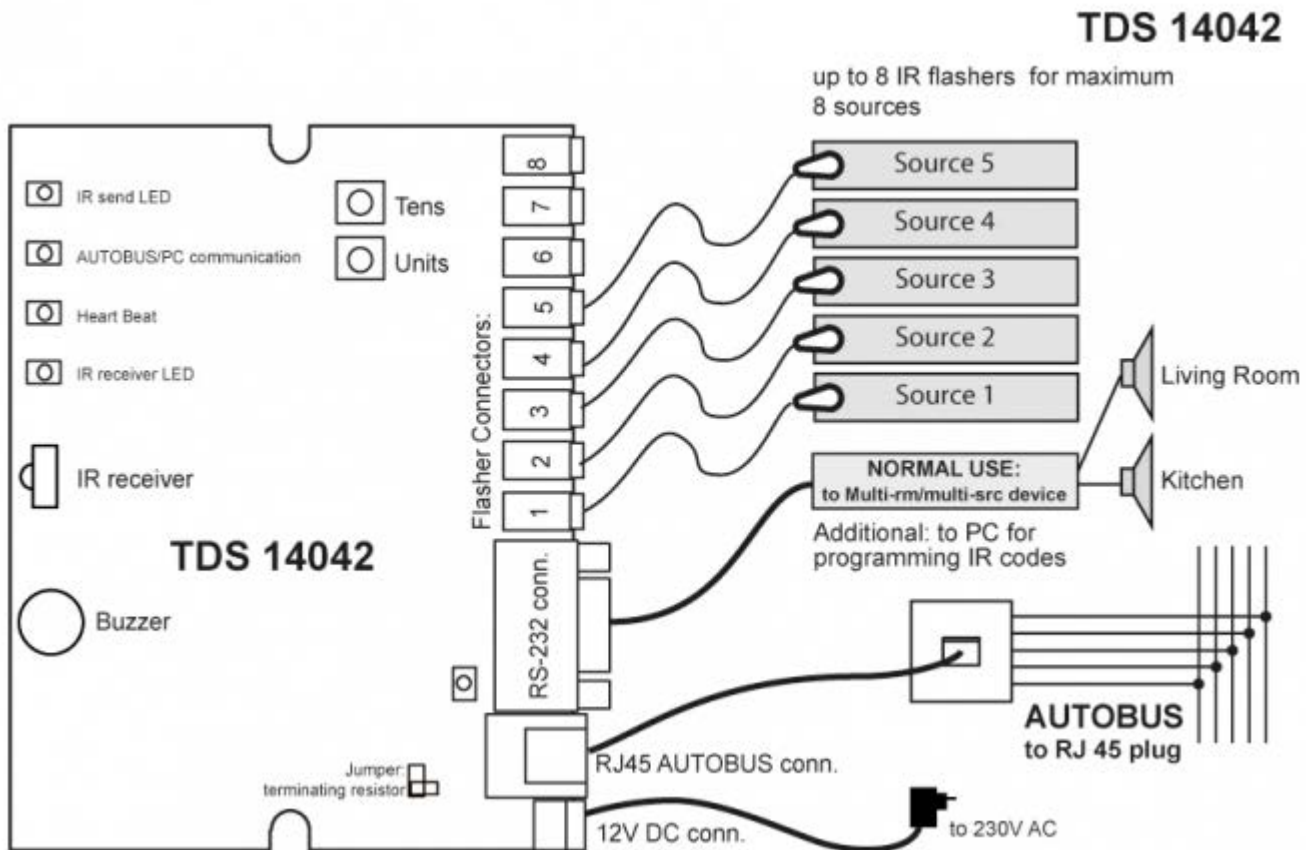 TDS 14042
up to 8 IR flashers for maximum
8 sources
IR send LED
AUTOBUS/PC communication
Heart Beat
IR receiver LED
Tens
Units
IR receiver
TDS 14042
Buzzer
Jumper:
terminating resistor
Flasher Connectors:
8
7
6
5
4
3
2
1
RS-232 conn.
RJ45 AUTOBUS conn.
12V DC conn.
Source 5
Source 4
Source 3
Source 2
Source 1
NORMAL USE:
to Multi-rm/multi-src device
Additional: to PC for
programming IR codes
Living Room
Kitchen
AUTOBUS
to RJ 45 plug
to 230V AC